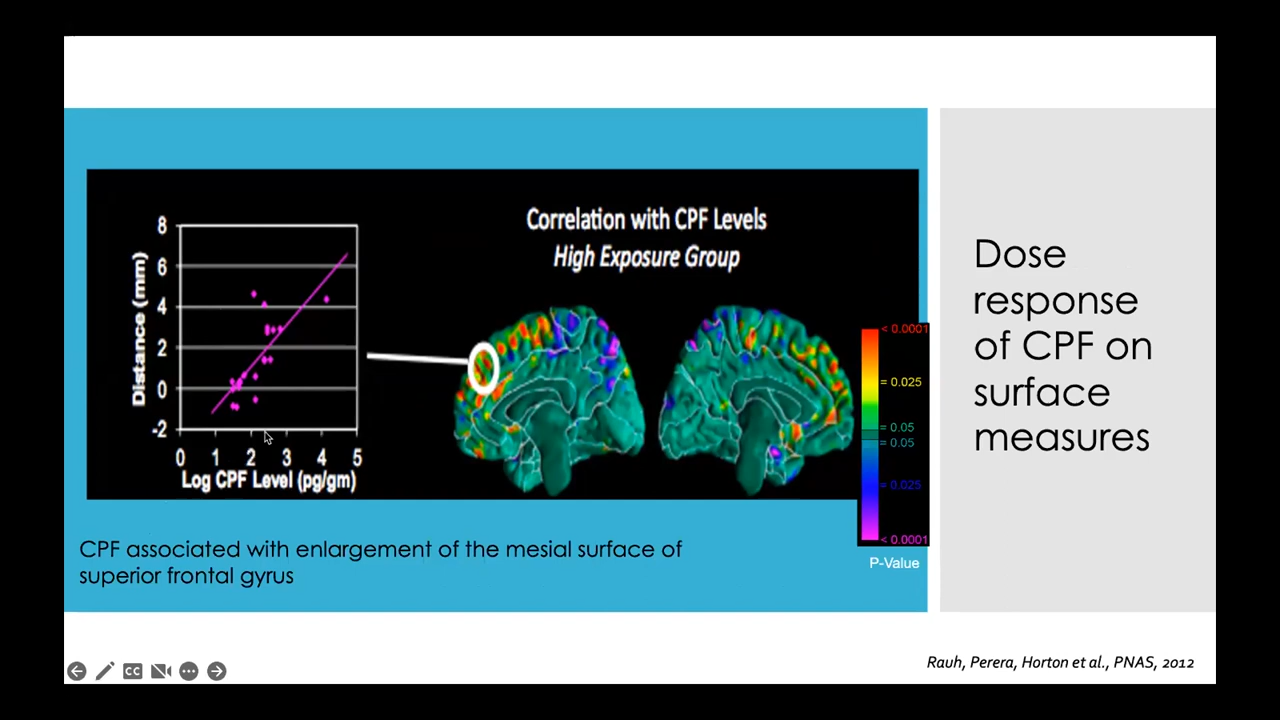 8
6
4
2
0
-2
Distance (mm)
0 1 2 3 4 5
Log CPF Level (pg/gm)
Correlation with CPF Levels
High Exposure Group
< 0.0001
= 0.025
= 0.05
= 0.05
= 0.025
< 0.0001
P-Value
CPF associated with enlargement of the mesial surface of
superior frontal gyrus
Dose
response
of CPF on
surface
measures
Rauh, Perera, Horton et al., PNAS, 2012
CC